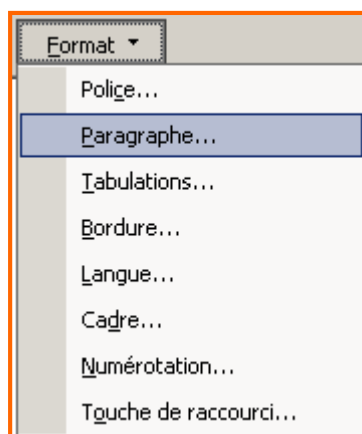 Format
Police...
Paragraphe...
Tabulations...
Bordure...
Langue...
Cadre...
Numérotation...
Touche de raccourci...